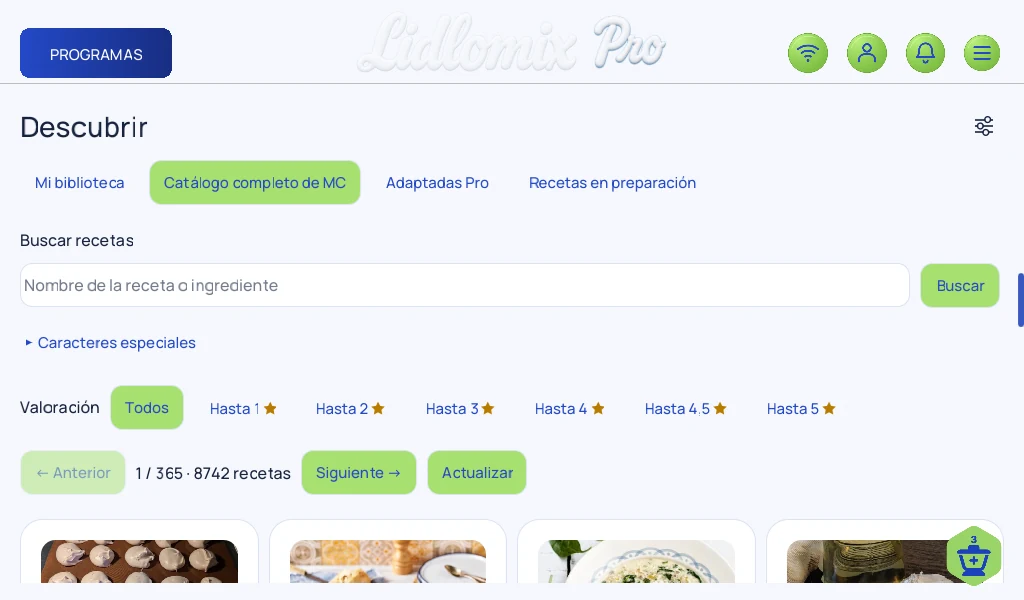 PROGRAMAS
Lidlomix Pro
Descubrir
Mi biblioteca
Catálogo completo de MC
Adaptadas Pro
Recetas en preparación
Buscar recetas
Nombre de la receta o ingrediente
Buscar
▸ Caracteres especiales
Valoración
Todos
Hasta 1 ★
Hasta 2 ★
Hasta 3 ★
Hasta 4 ★
Hasta 4.5 ★
Hasta 5 ★
← Anterior
1 / 365 · 8742 recetas
Siguiente →
Actualizar
3